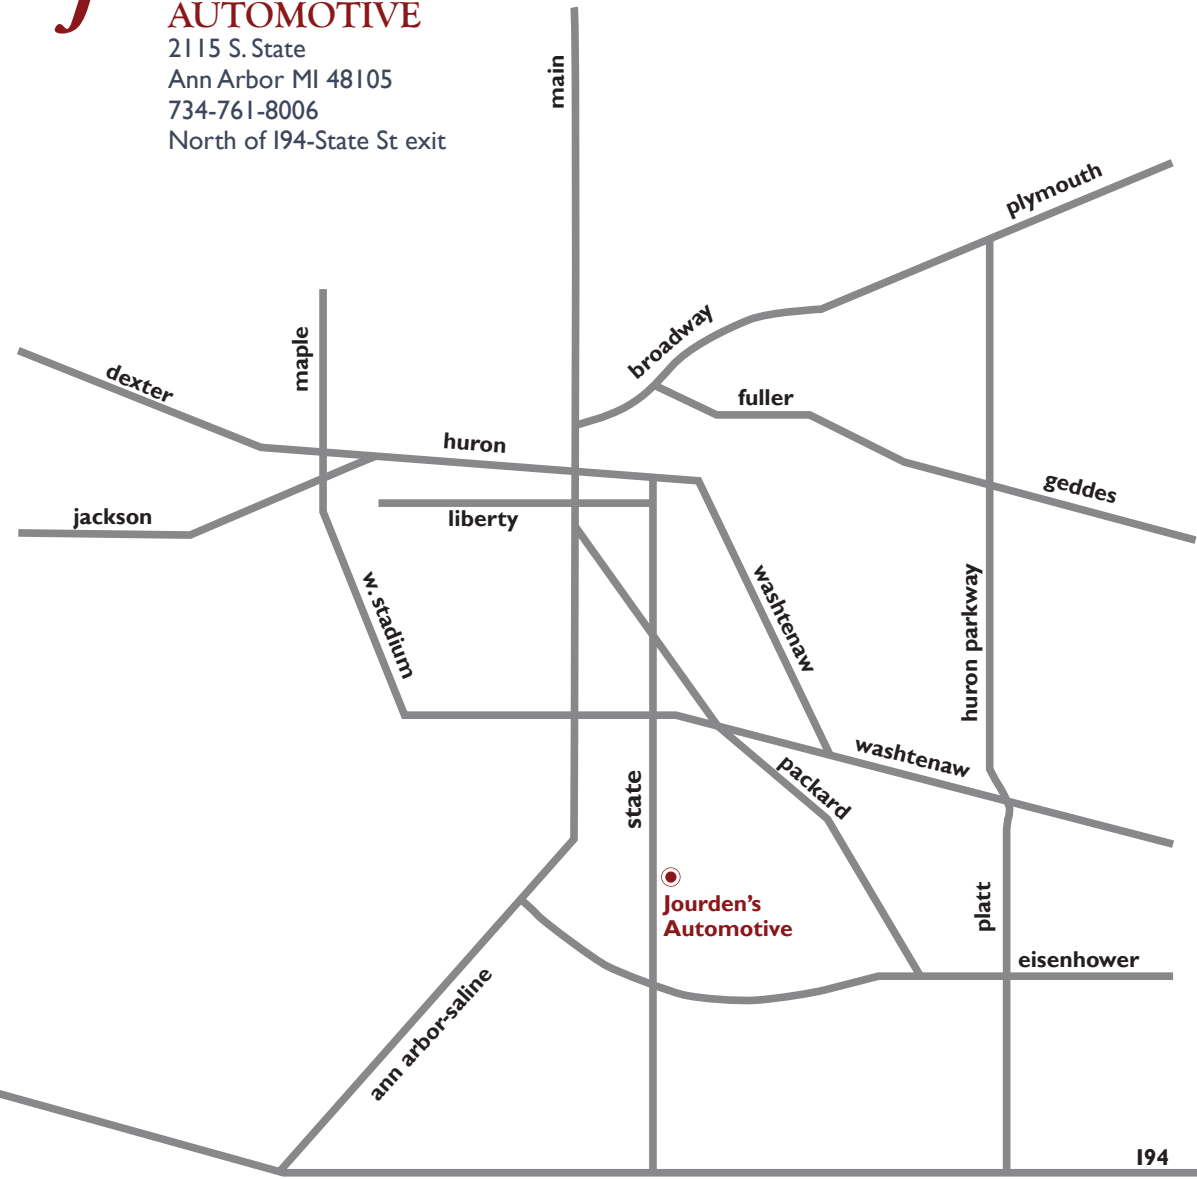 AUTOMOTIVE
2115 S. State
Ann Arbor MI 48105
734-761-8006
North of I94-State St exit
main
plymouth
broadway
maple
dexter
fuller
huron
geddes
jackson
liberty
w. stadium
washtenaw
huron parkway
washtenaw
packard
state
Jourden’s
Automotive
platt
eisenhower
ann arbor-saline
I94